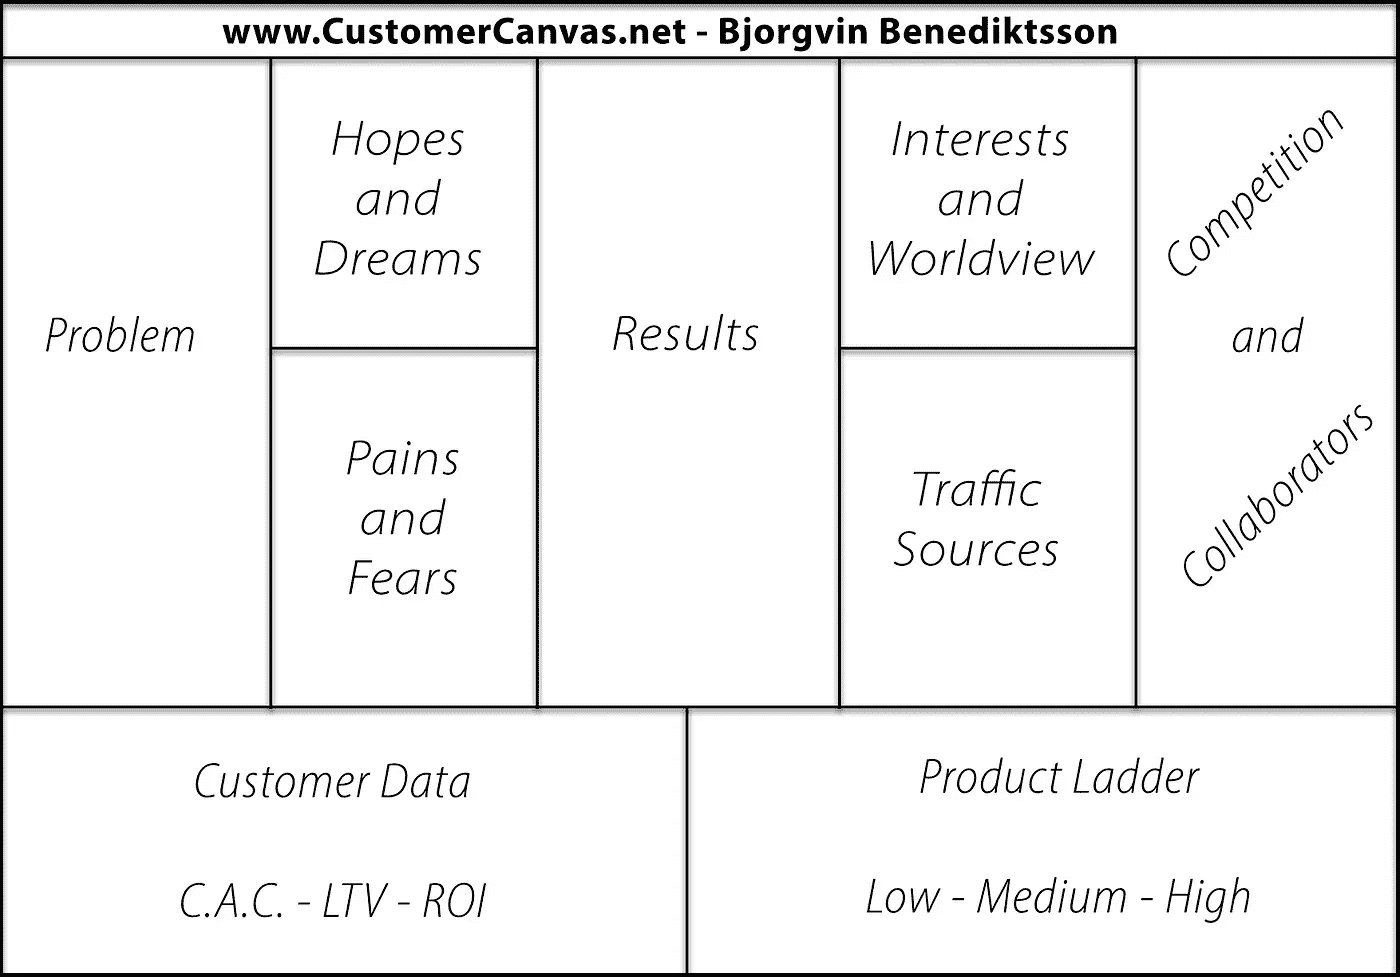 www.CustomerCanvas.net - Bjorgvin Benediktsson
Problem
Hopes
and
Dreams
Pains
and
Fears
Results
Interests
and
Worldview
Traffic
Sources
Competition
and
Collaborators
Customer Data
C.A.C. - LTV - ROI
Product Ladder
Low - Medium - High